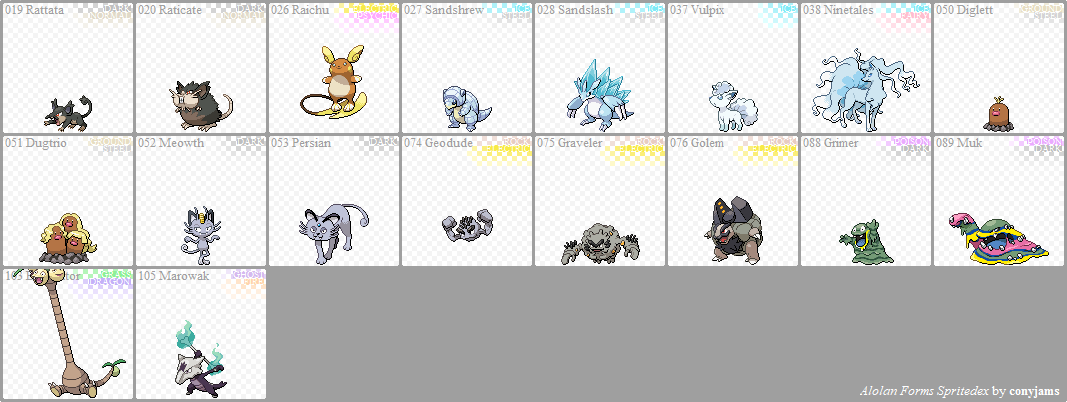 019 Rattata DARK
NORMAL
020 Raticate DARK
NORMAL
026 Raichu ELECTRIC
PSYCHIC
027 Sandshrew ICE
STEEL
028 Sandslash ICE
STEEL
037 Vulpix ICE
038 Ninetales ICE
FAIRY
050 Diglett GROUND
STEEL
051 Dugtrio GROUND
STEEL
052 Meowth DARK
053 Persian DARK
074 Geodude ROCK
ELECTRIC
075 Graveler ROCK
ELECTRIC
076 Golem ROCK
ELECTRIC
088 Grimer POISON
DARK
089 Muk POISON
DARK
103 GRASS
DRAGON
105 Marowak GHOST
FIRE
Alolan Forms Spritedex by conyjams